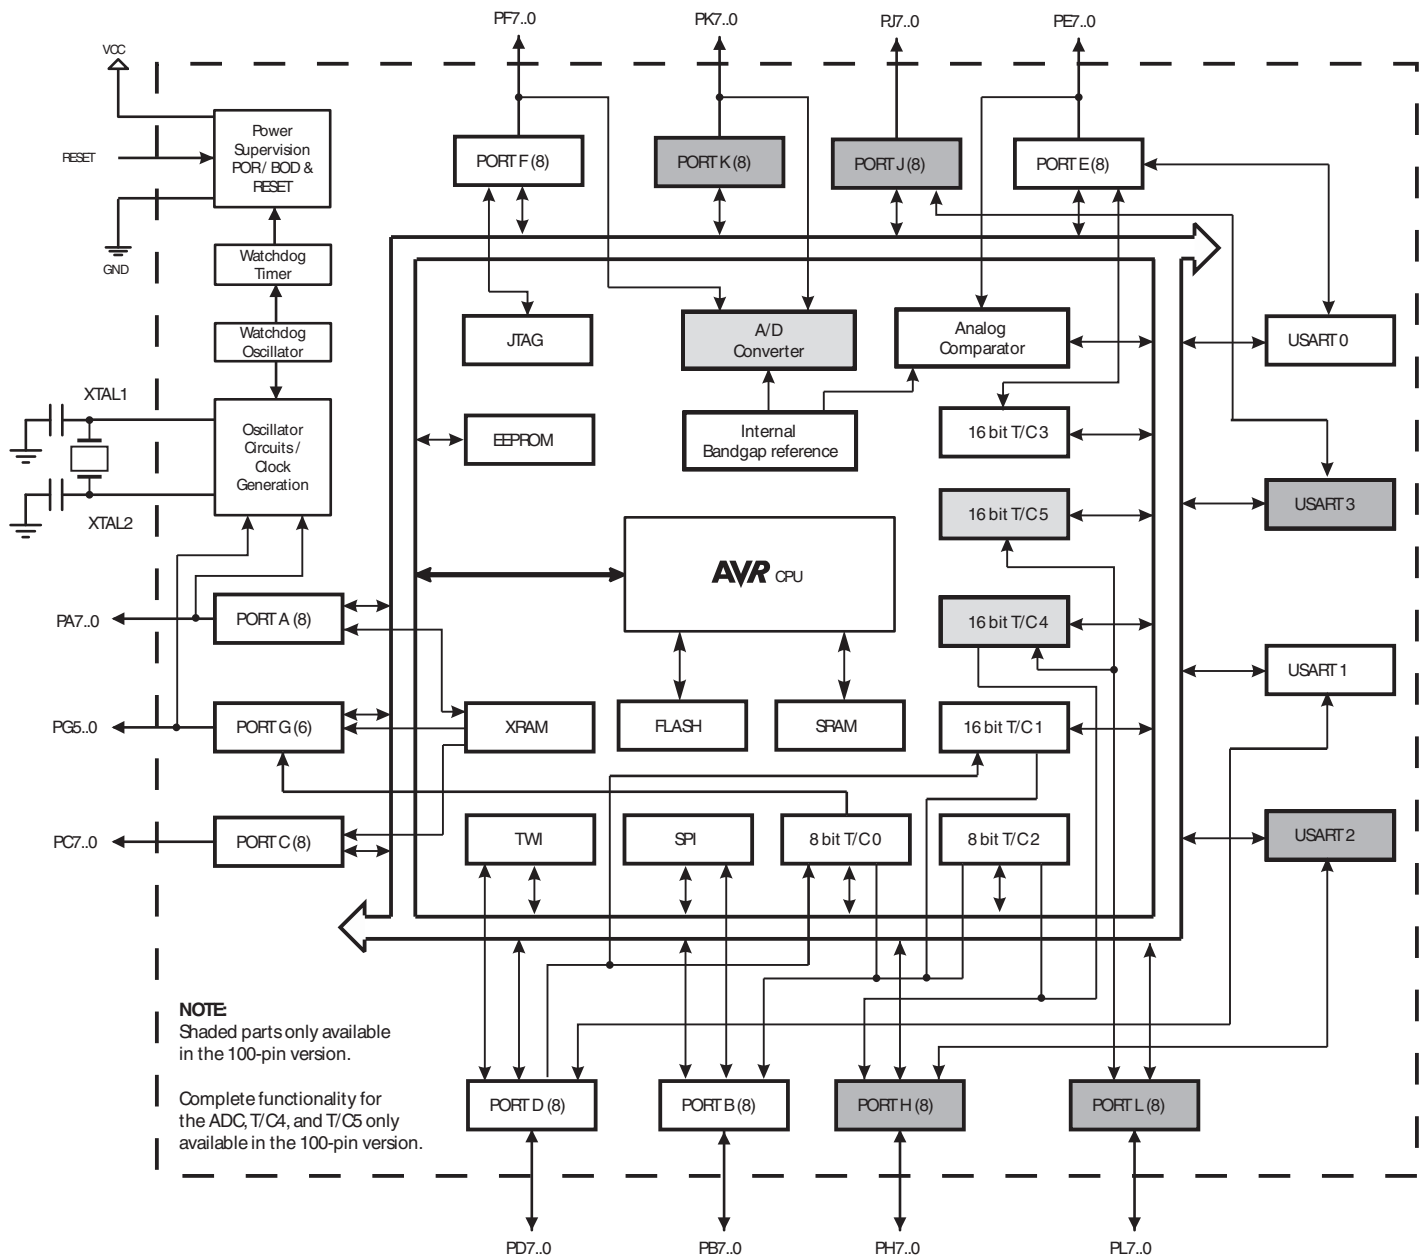 PF7..0
PK7..0
PJ7..0
PE7..0
VCC
RESET
GND
Power
Supervision
POR / BOD &
RESET
Watchdog
Timer
Watchdog
Oscillator
XTAL1
XTAL2
Oscillator
Circuits /
Clock
Generation
PORT F (8)
PORT K (8)
PORT J (8)
PORT E (8)
JTAG
A/D
Converter
Analog
Comparator
USART 0
EEPROM
Internal
Bandgap reference
16 bit T/C 3
16 bit T/C 5
USART 3
AVR CPU
PA7..0
PORT A (8)
16 bit T/C 4
USART 1
PG5..0
PORT G (6)
XRAM
FLASH
SRAM
16 bit T/C 1
PC7..0
PORT C (8)
TWI
SPI
8 bit T/C 0
8 bit T/C 2
USART 2
NOTE:
Shaded parts only available
in the 100-pin version.
Complete functionality for
the ADC, T/C4, and T/C5 only
available in the 100-pin version.
PORT D (8)
PORT B (8)
PORT H (8)
PORT L (8)
PD7..0
PB7..0
PH7..0
PL7..0